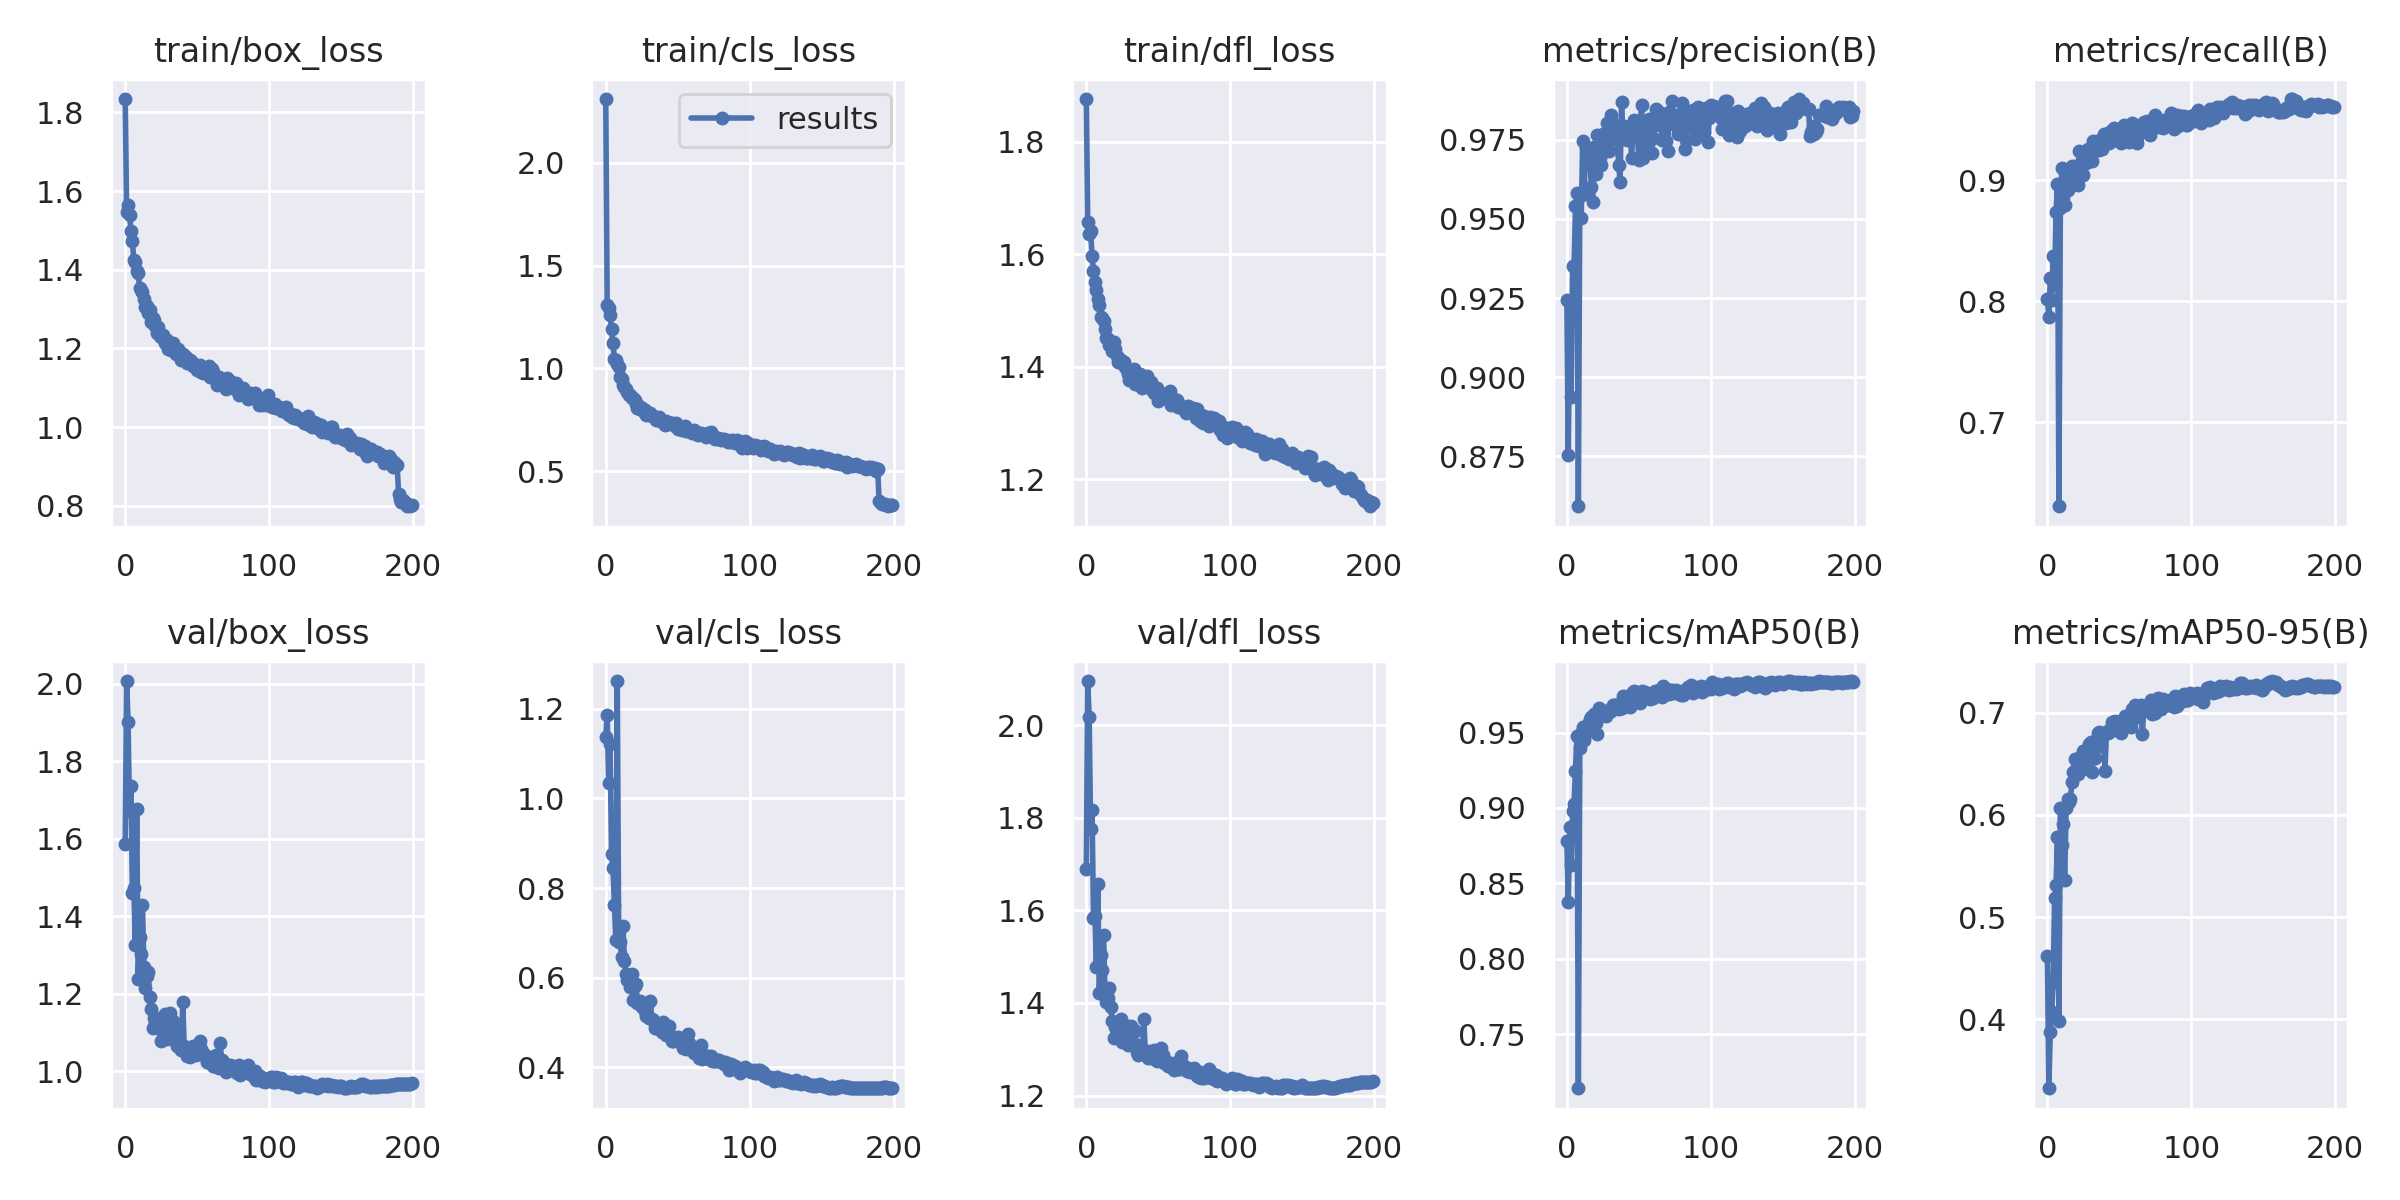 train/box_loss
1.8
1.6
1.4
1.2
1.0
0.8
0 100 200
train/cls_loss
results
2.0
1.5
1.0
0.5
0 100 200
train/dfl_loss
1.8
1.6
1.4
1.2
0 100 200
metrics/precision(B)
0.975
0.950
0.925
0.900
0.875
0 100 200
metrics/recall(B)
0.9
0.8
0.7
0 100 200
val/box_loss
2.0
1.8
1.6
1.4
1.2
1.0
0 100 200
val/cls_loss
1.2
1.0
0.8
0.6
0.4
0 100 200
val/dfl_loss
2.0
1.8
1.6
1.4
1.2
0 100 200
metrics/mAP50(B)
0.95
0.90
0.85
0.80
0.75
0 100 200
metrics/mAP50-95(B)
0.7
0.6
0.5
0.4
0 100 200